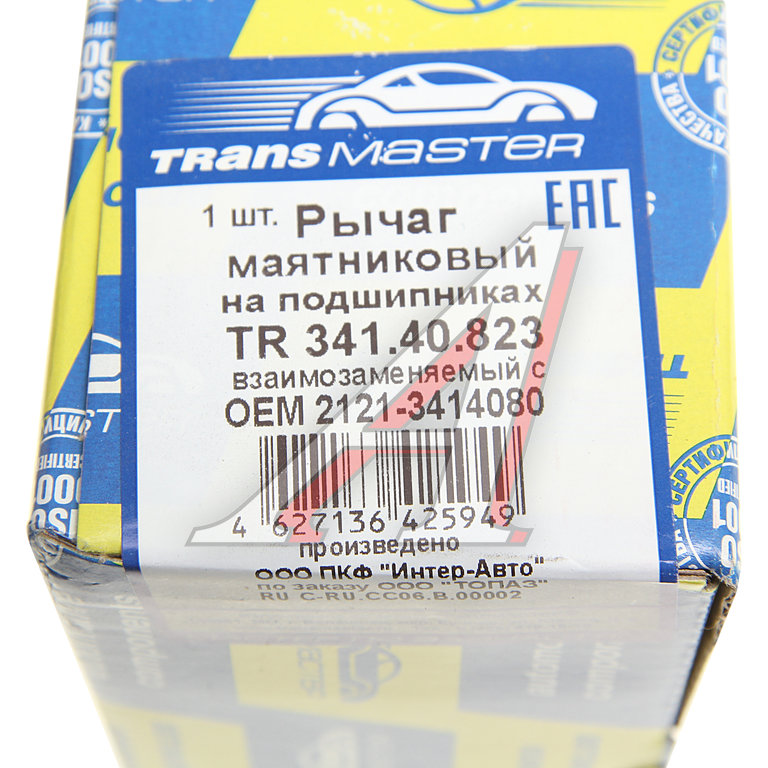 TRANSMASTER
EAC
1 шт. Рычаг
маятниковый
на подшипниках
TR 341.40.823
взаимозаменяемый с
OEM 2121-3414080
4 627136 425949
произведено
ООО ПКФ "Интер-Авто"
по заказу ООО "ТОПАЗ"
RU C-RU.CC06.B.00002